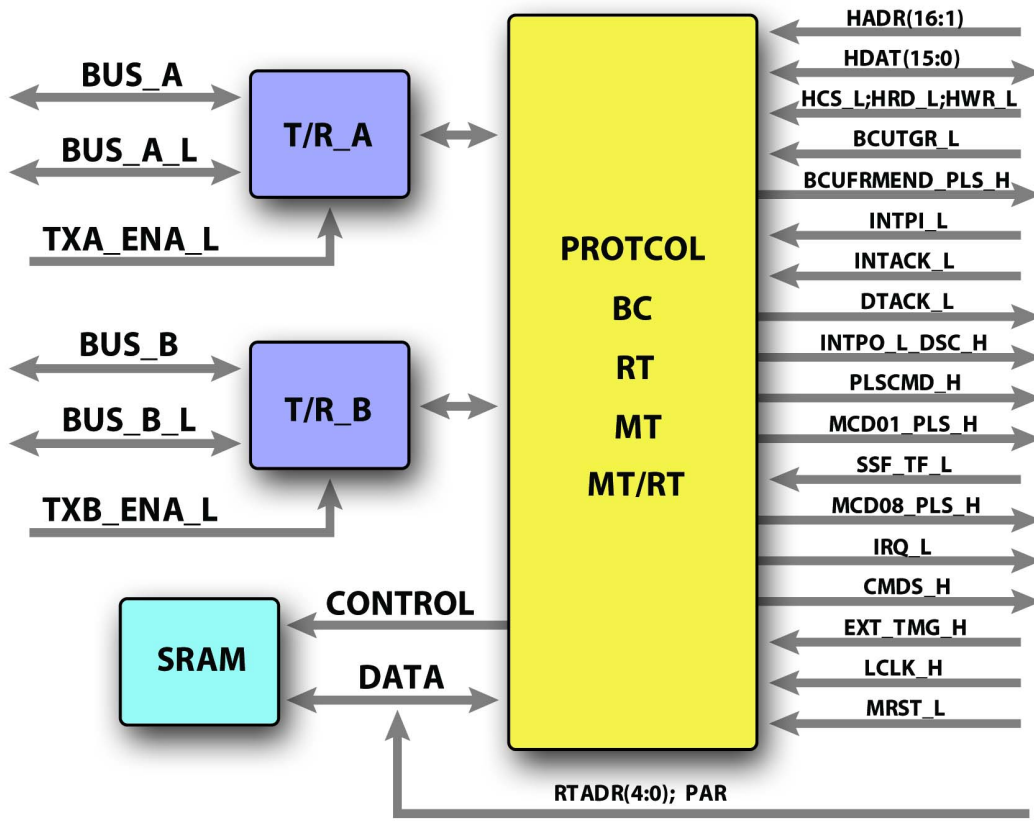 BUS_A
BUS_A_L
TXA_ENA_L
T/R_A
BUS_B
BUS_B_L
TXB_ENA_L
T/R_B
SRAM
CONTROL
DATA
PROTCOL
BC
RT
MT
MT/RT
HADR(16:1)
HDAT(15:0)
HCS_L;HRD_L;HWR_L
BCUTGR_L
BCUFRMEND_PLS_H
INTPI_L
INTACK_L
DTACK_L
INTPO_L_DSC_H
PLSCMD_H
MCD01_PLS_H
SSF_TF_L
MCD08_PLS_H
IRQ_L
CMDS_H
EXT_TMG_H
LCLK_H
MRST_L
RTADR(4:0); PAR